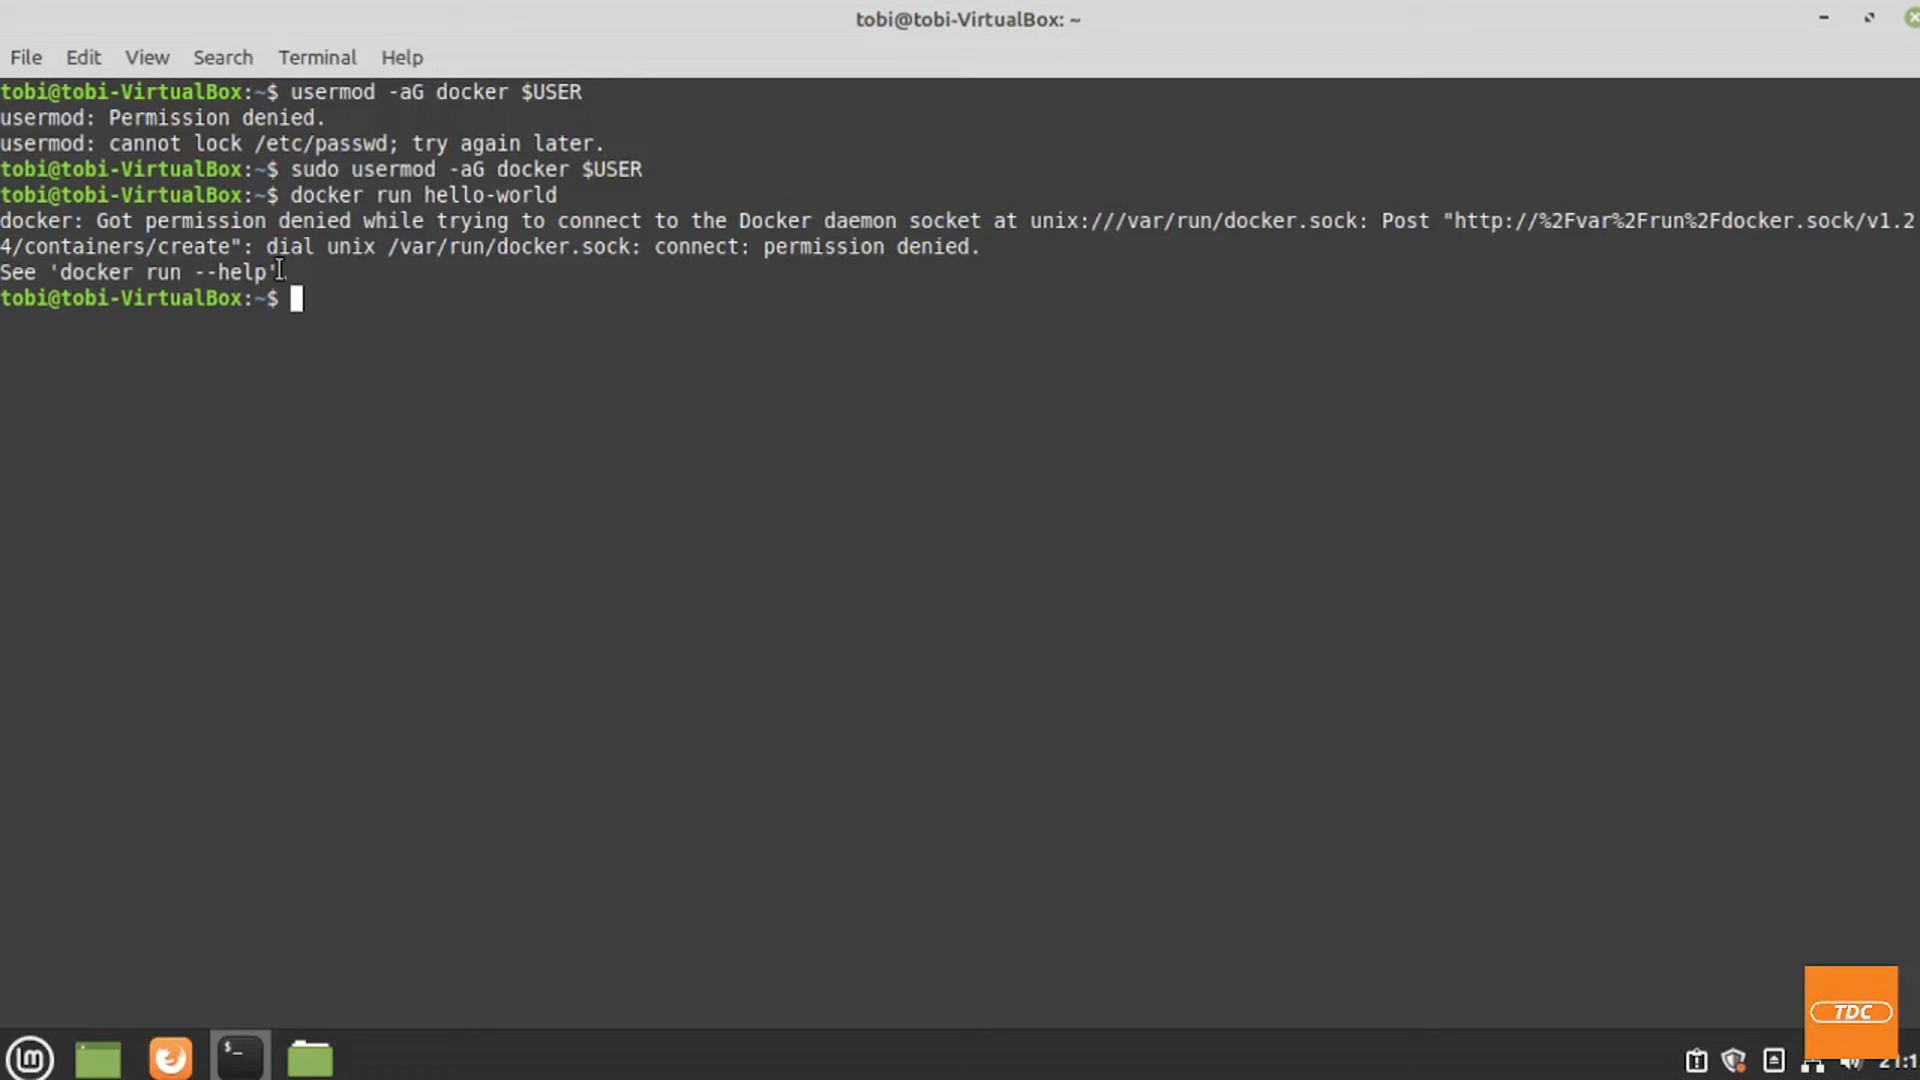 tobi@tobi-VirtualBox: ~
File Edit View Search Terminal Help
tobi@tobi-VirtualBox:~$ usermod -aG docker $USER
usermod: Permission denied.
usermod: cannot lock /etc/passwd; try again later.
tobi@tobi-VirtualBox:~$ sudo usermod -aG docker $USER
tobi@tobi-VirtualBox:~$ docker run hello-world
docker: Got permission denied while trying to connect to the Docker daemon socket at unix:///var/run/docker.sock: Post "http://%2Fvar%2Frun%2Fdocker.sock/v1.2
4/containers/create": dial unix /var/run/docker.sock: connect: permission denied.
See 'docker run --help'.
tobi@tobi-VirtualBox:~$
TDC
lm
$_